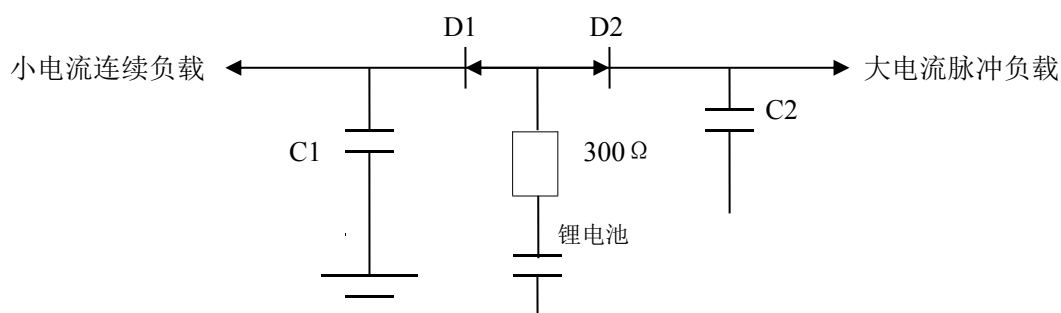 D1
D2
小电流连续负载
大电流脉冲负载
C2
C1
300Ω
锂电池